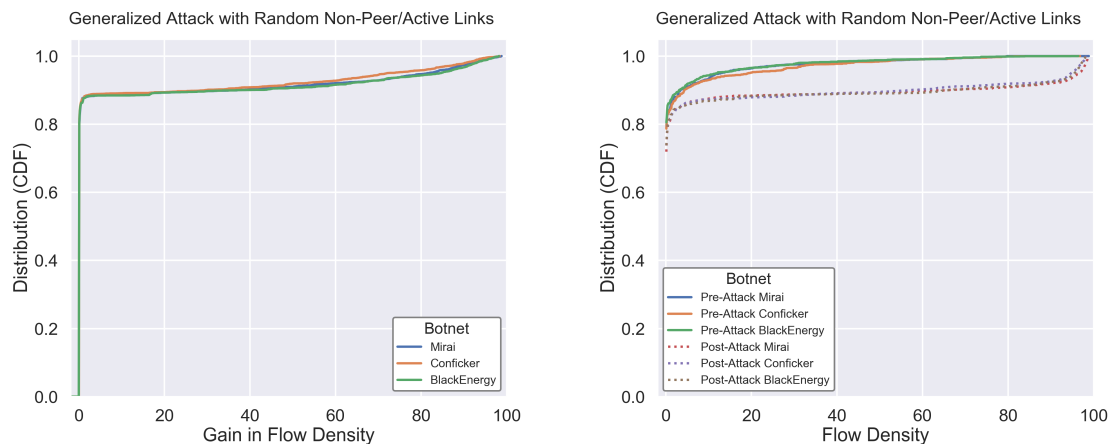 Generalized Attack with Random Non-Peer/Active Links
1.0
0.8
0.6
0.4
0.2
0.0
Distribution (CDF)
Botnet
Mirai
Conficker
BlackEnergy
0 20 40 60 80 100
Gain in Flow Density
Generalized Attack with Random Non-Peer/Active Links
1.0
0.8
0.6
0.4
0.2
0.0
Distribution (CDF)
Botnet
Pre-Attack Mirai
Pre-Attack Conficker
Pre-Attack BlackEnergy
Post-Attack Mirai
Post-Attack Conficker
Post-Attack BlackEnergy
0 20 40 60 80 100
Flow Density